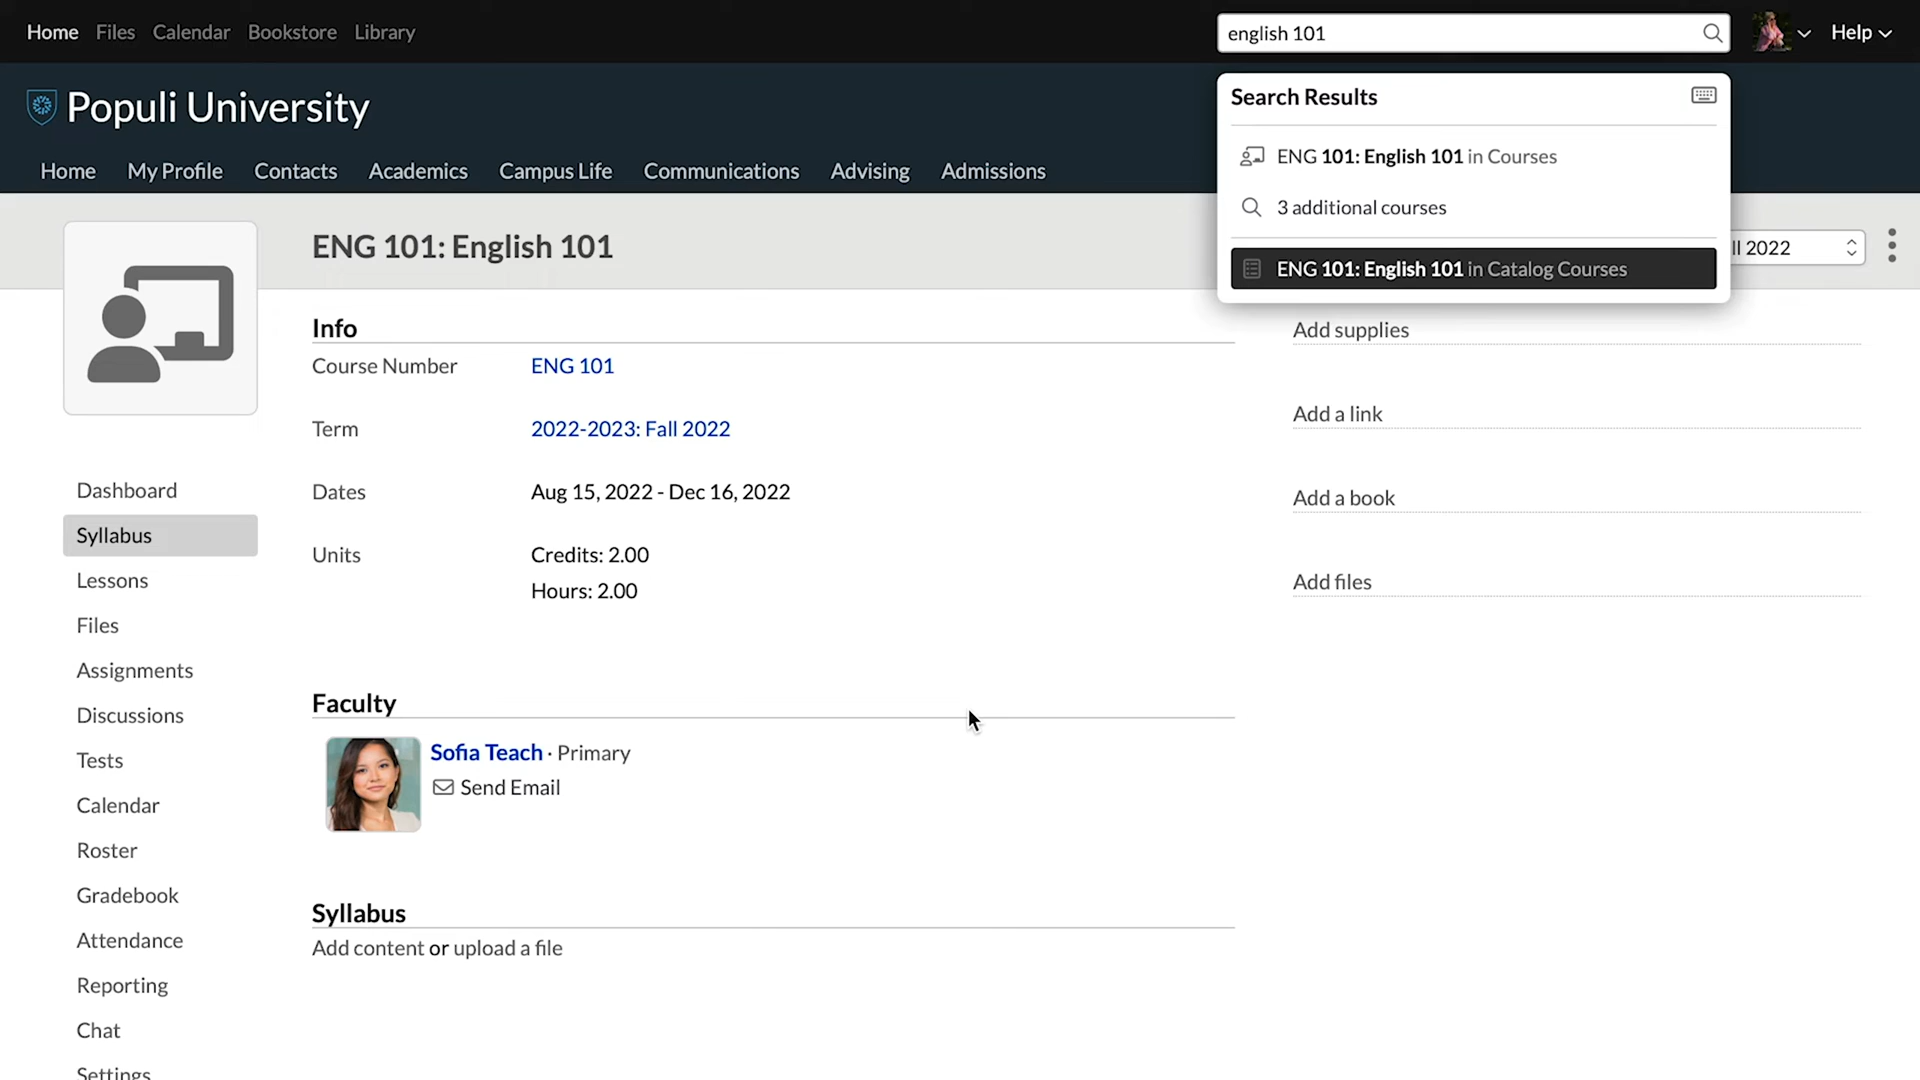 Home Files Calendar Bookstore Library
english 101
Help
Populi University
Home My Profile Contacts Academics Campus Life Communications Advising Admissions
Search Results
ENG 101: English 101 in Courses
3 additional courses
ENG 101: English 101 in Catalog Courses
ENG 101: English 101
ll 2022
Dashboard
Syllabus
Lessons
Files
Assignments
Discussions
Tests
Calendar
Roster
Gradebook
Attendance
Reporting
Chat
Settings
Info
Course Number ENG 101
Term 2022-2023: Fall 2022
Dates Aug 15, 2022 - Dec 16, 2022
Units Credits: 2.00
Hours: 2.00
Faculty
Sofia Teach · Primary
Send Email
Syllabus
Add content or upload a file
Add supplies
Add a link
Add a book
Add files